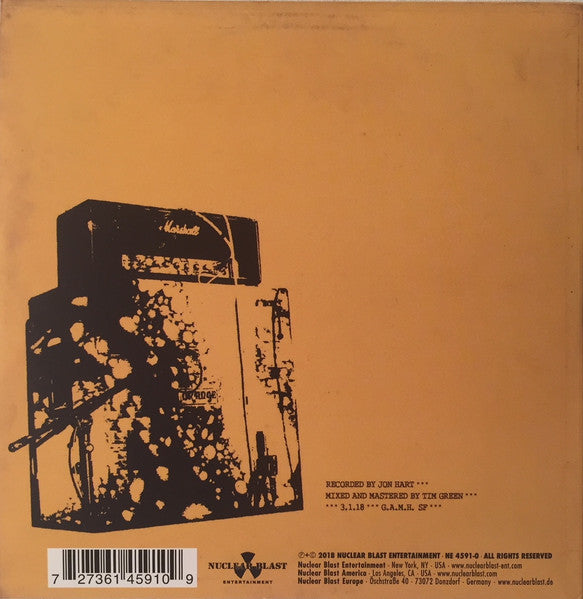 Marshall
ORANGE
RECORDED BY JON HART ***
MIXED AND MASTERED BY TIM GREEN ***
*** 3.1.18 *** G.A.M.H. SF ***
NUCLEAR BLAST
ENTERTAINMENT
7 27361 45910 9
℗+© 2018 NUCLEAR BLAST ENTERTAINMENT · NE 4591-0 · ALL RIGHTS RESERVED
Nuclear Blast Entertainment · New York, NY · USA · www.nuclearblast-ent.com
Nuclear Blast America · Los Angeles, CA · USA · www.nuclearblast.com
Nuclear Blast Europe · Oschstraße 40 · 73072 Donzdorf · Germany · www.nuclearblast.de